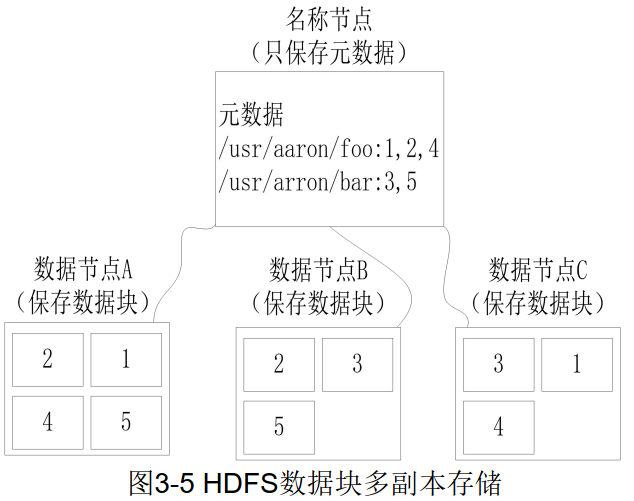 名称节点
（只保存元数据）
元数据
/usr/aaron/foo:1,2,4
/usr/arron/bar:3,5
数据节点A
（保存数据块）
2 1
4 5
数据节点B
（保存数据块）
2 3
5
数据节点C
（保存数据块）
3 1
4
图3-5 HDFS数据块多副本存储